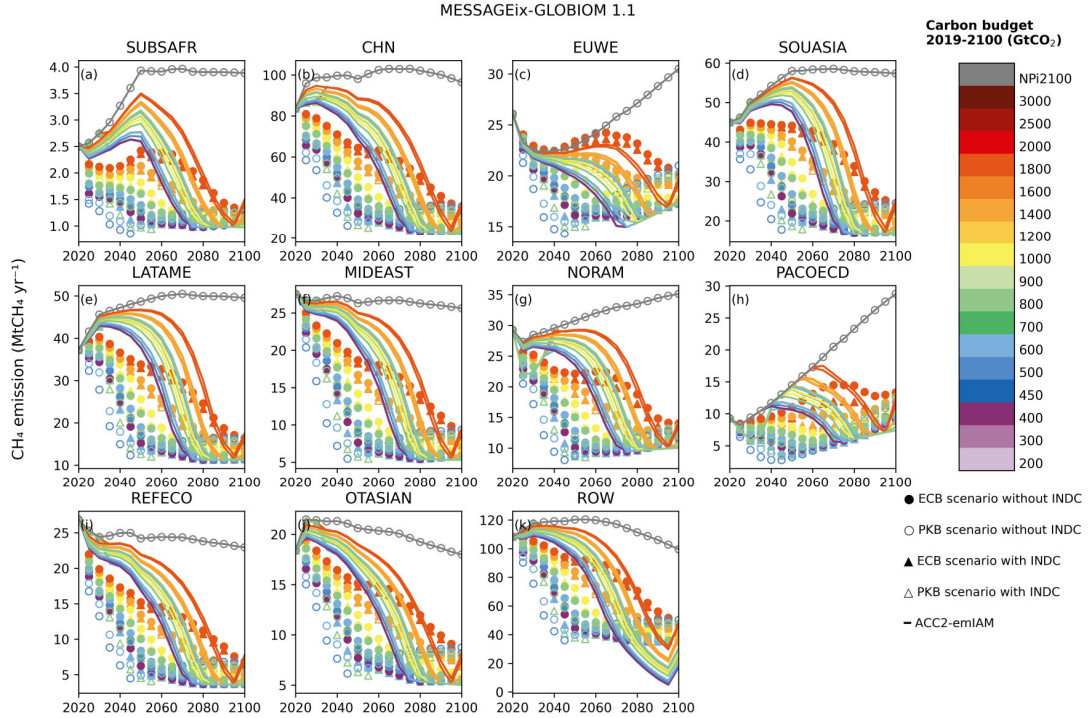 MESSAGEix-GLOBIOM 1.1
Carbon budget
2019-2100 (GtCO₂)
SUBSAFR CHN EUWE SOUASIA
(a) (b) (c) (d)
4.0 3.5 3.0 2.5 2.0 1.5 1.0
100 80 60 40 20
30 25 20 15
60 50 40 30 20
2020 2040 2060 2080 2100 2020 2040 2060 2080 2100 2020 2040 2060 2080 2100 2020 2040 2060 2080 2100
LATAME MIDEAST NORAM PACOECD
(e) (f) (g) (h)
50 40 30 20 10
25 20 15 10 5
35 30 25 20 15 10
30 25 20 15 10 5
2020 2040 2060 2080 2100 2020 2040 2060 2080 2100 2020 2040 2060 2080 2100 2020 2040 2060 2080 2100
REFECO OTASIAN ROW
(i) (j) (k)
25 20 15 10 5
20 15 10 5
120 100 80 60 40 20 0
2020 2040 2060 2080 2100 2020 2040 2060 2080 2100 2020 2040 2060 2080 2100
CH₄ emission (MtCH₄ yr⁻¹)
NPi2100
3000
2500
2000
1800
1600
1400
1200
1000
900
800
700
600
500
450
400
300
200
ECB scenario without INDC
PKB scenario without INDC
ECB scenario with INDC
PKB scenario with INDC
ACC2-emIAM